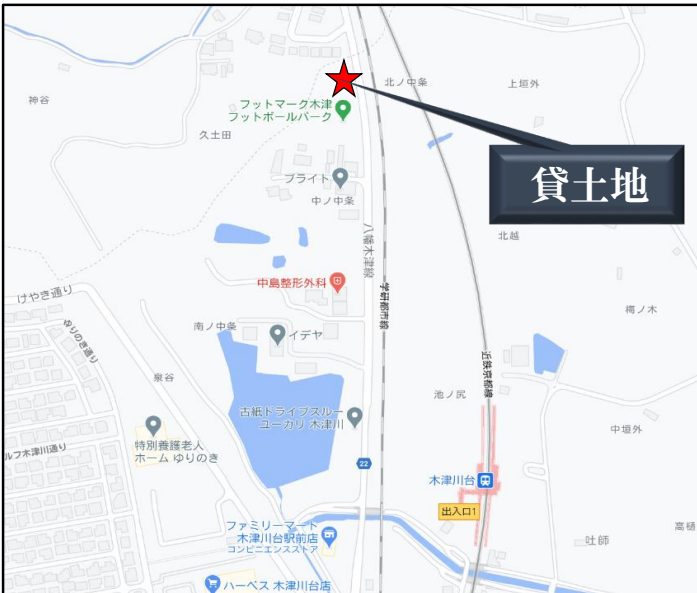 北ノ中条
上垣外
神谷
フットマーク木津
フットボールパーク
久土田
貸土地
ブライト
中ノ中条
八幡木津線
北越
中島整形外科
学研都市線
けやき通り
梅ノ木
ゆりのき通り
南ノ中条
イデヤ
近鉄京都線
泉谷
池ノ尻
古紙ドライブスルー
ユーカリ 木津川
中垣外
特別養護老人
ホーム ゆりのき
ルフ木津川通り
22
木津川台
出入口1
ファミリーマート
木津川台駅前店
コンビニエンスストア
吐師
高樋
ハーベス 木津川台店